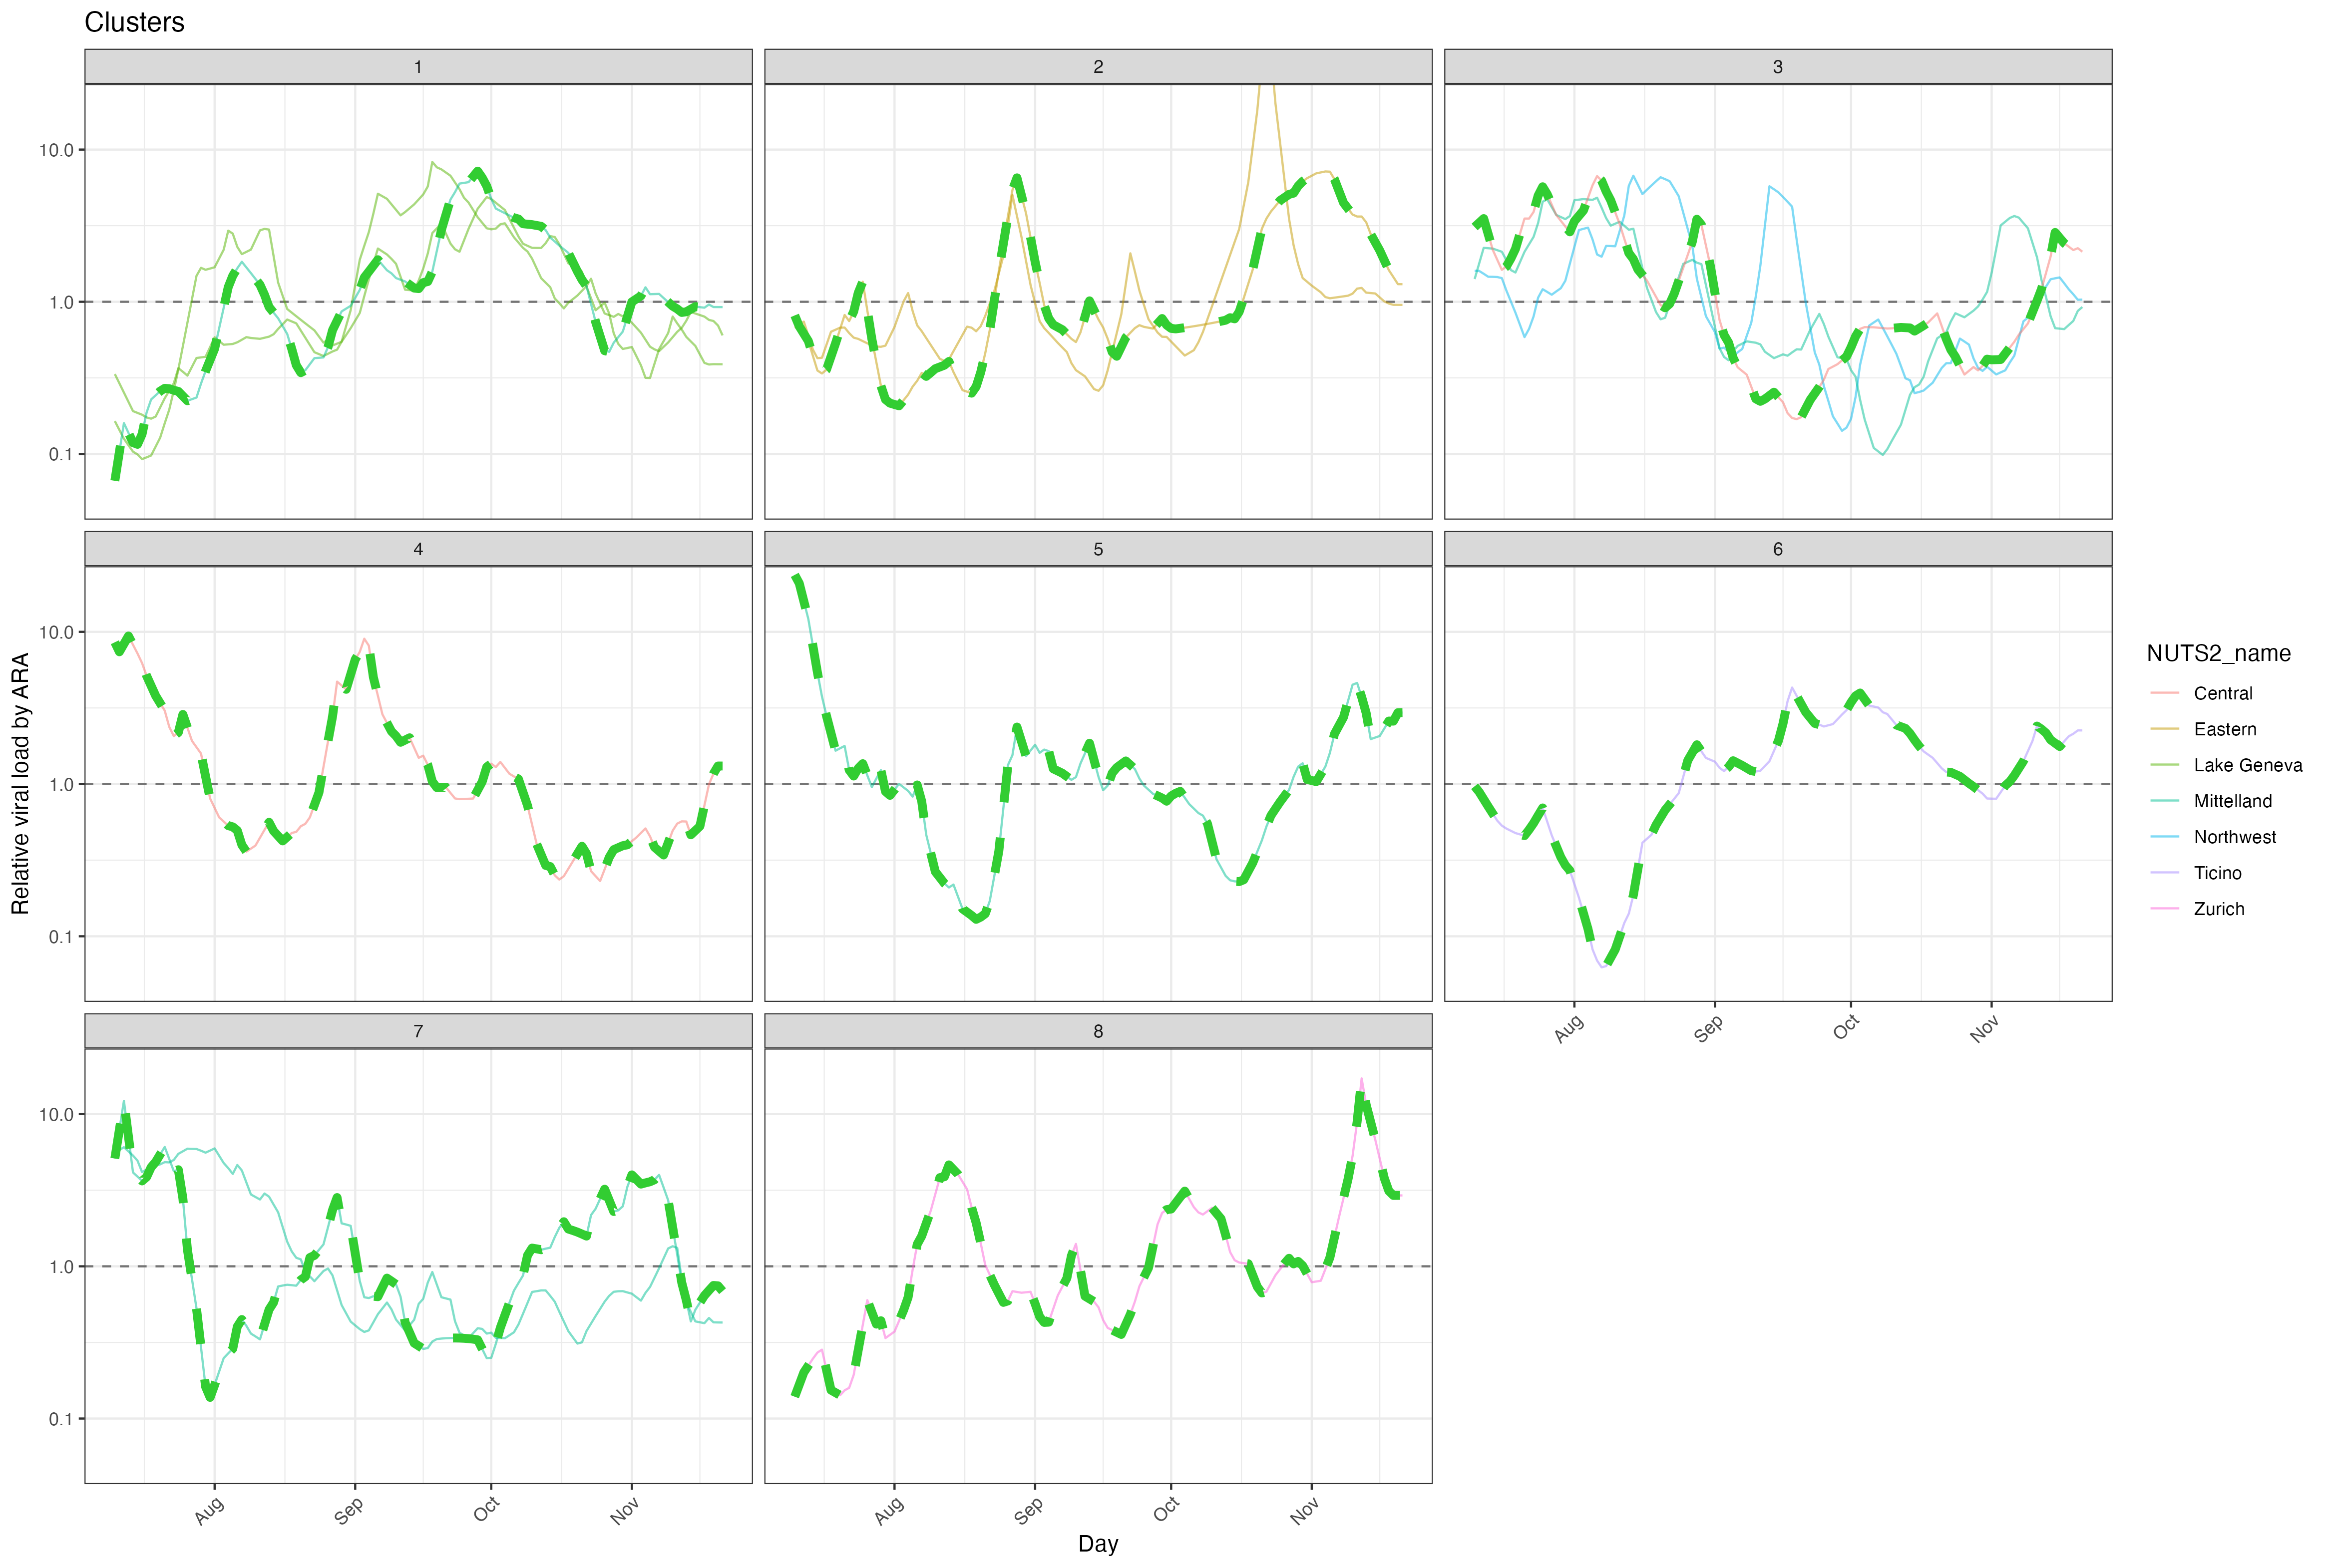 Clusters
1
2
3
10.0
1.0
0.1
4
5
6
10.0
1.0
0.1
Aug
Sep
Oct
Nov
7
8
10.0
1.0
0.1
Aug
Sep
Oct
Nov
Aug
Sep
Oct
Nov
Day
Relative viral load by ARA
NUTS2_name
Central
Eastern
Lake Geneva
Mittelland
Northwest
Ticino
Zurich